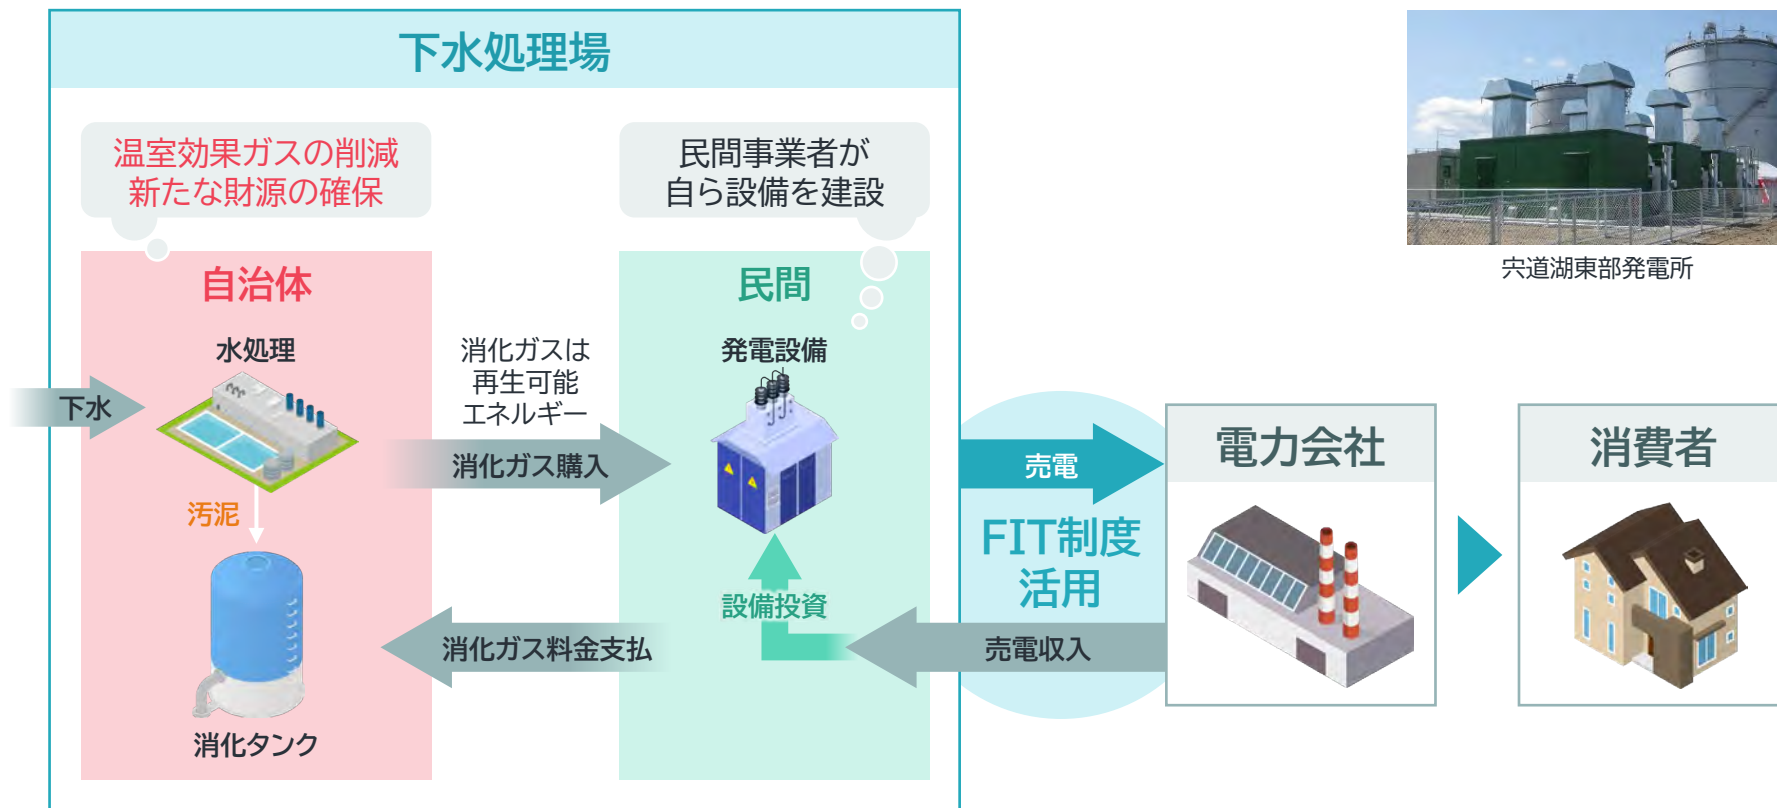 下水処理場
温室効果ガスの削減
新たな財源の確保
民間事業者が
自ら設備を建設
宍道湖東部発電所
自治体
民間
水処理
消化ガスは
再生可能
エネルギー
発電設備
下水
消化ガス購入
売電
電力会社
消費者
汚泥
FIT制度
活用
設備投資
消化ガス料金支払
売電収入
消化タンク